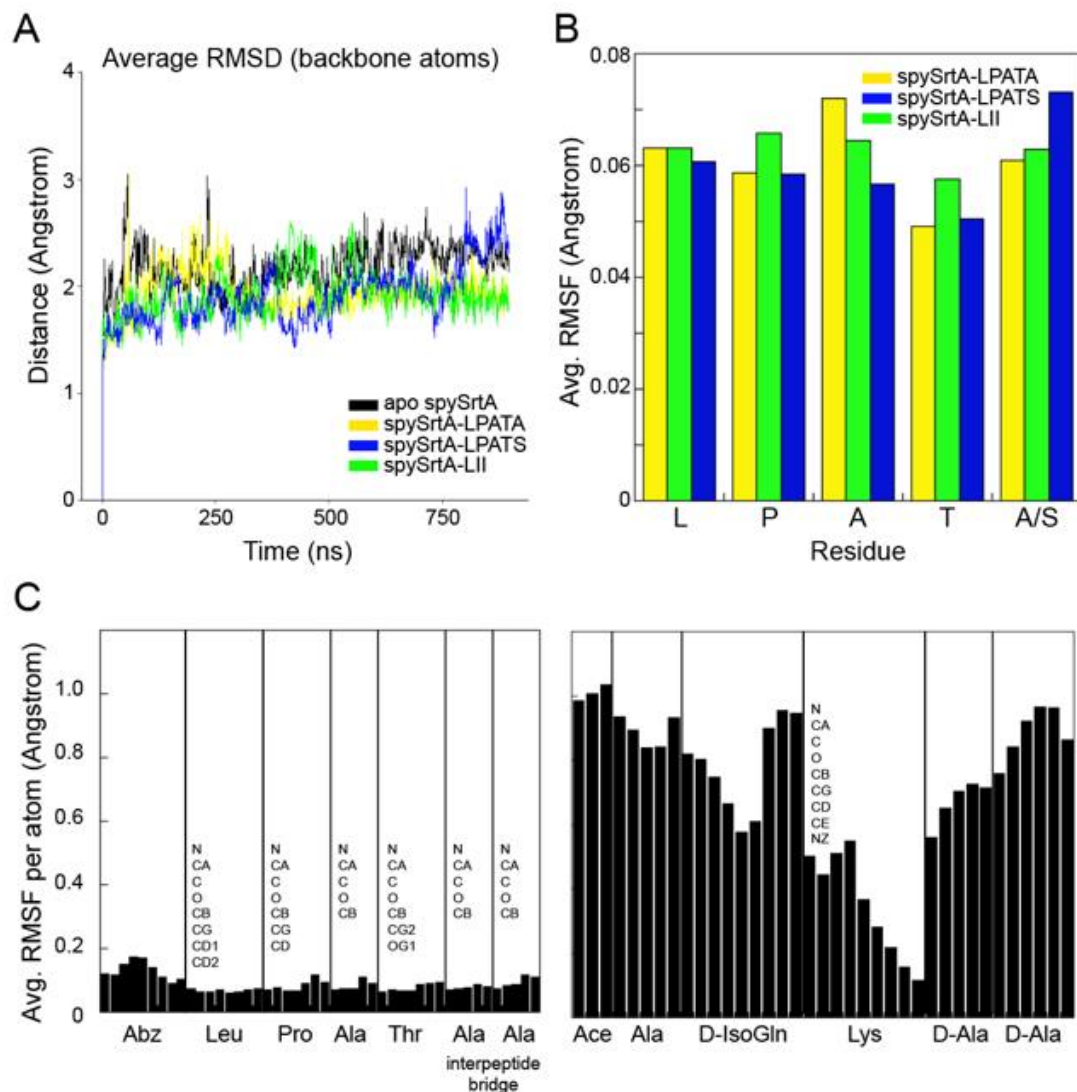 A
Average RMSD (backbone atoms)
4
3
2
1
0
Distance (Angstrom)
0
250
500
750
Time (ns)
apo spySrtA
spySrtA-LPATA
spySrtA-LPATS
spySrtA-LII
B
0.08
0.06
0.04
0.02
0
Avg. RMSF (Angstrom)
spySrtA-LPATA
spySrtA-LPATS
spySrtA-LII
L P A T A/S
Residue
C
Avg. RMSF per atom (Angstrom)
1.0
0.8
0.6
0.4
0.2
0
N
CA
C
O
CB
CG
CD1
CD2
N
CA
C
O
CB
CG
CD
N
CA
C
O
CB
N
CA
C
O
CB
CG2
OG1
N
CA
C
O
CB
N
CA
C
O
CB
Abz Leu Pro Ala Thr Ala Ala
interpeptide
bridge
N
CA
C
O
CB
CG
CD
CE
NZ
Ace Ala D-IsoGln Lys D-Ala D-Ala